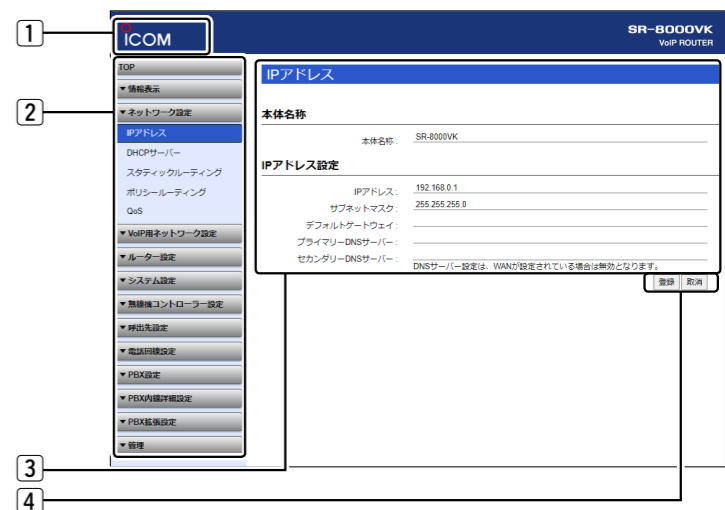 1
2
3
4
ICOM
SR-8000VK
VoIP ROUTER
TOP
▼情報表示
▼ネットワーク設定
IPアドレス
DHCPサーバー
スタティックルーティング
ポリシールーティング
QoS
▼VoIP用ネットワーク設定
▼ルーター設定
▼システム設定
▼無線機コントローラー設定
▼呼出先設定
▼電話回線設定
▼PBX設定
▼PBX内線詳細設定
▼PBX拡張設定
▼管理
IPアドレス
本体名称
本体名称： SR-8000VK
IPアドレス設定
IPアドレス： 192.168.0.1
サブネットマスク： 255.255.255.0
デフォルトゲートウェイ：
プライマリーDNSサーバー：
セカンダリーDNSサーバー：
DNSサーバー設定は、WANが設定されている場合は無効となります。
登録 取消